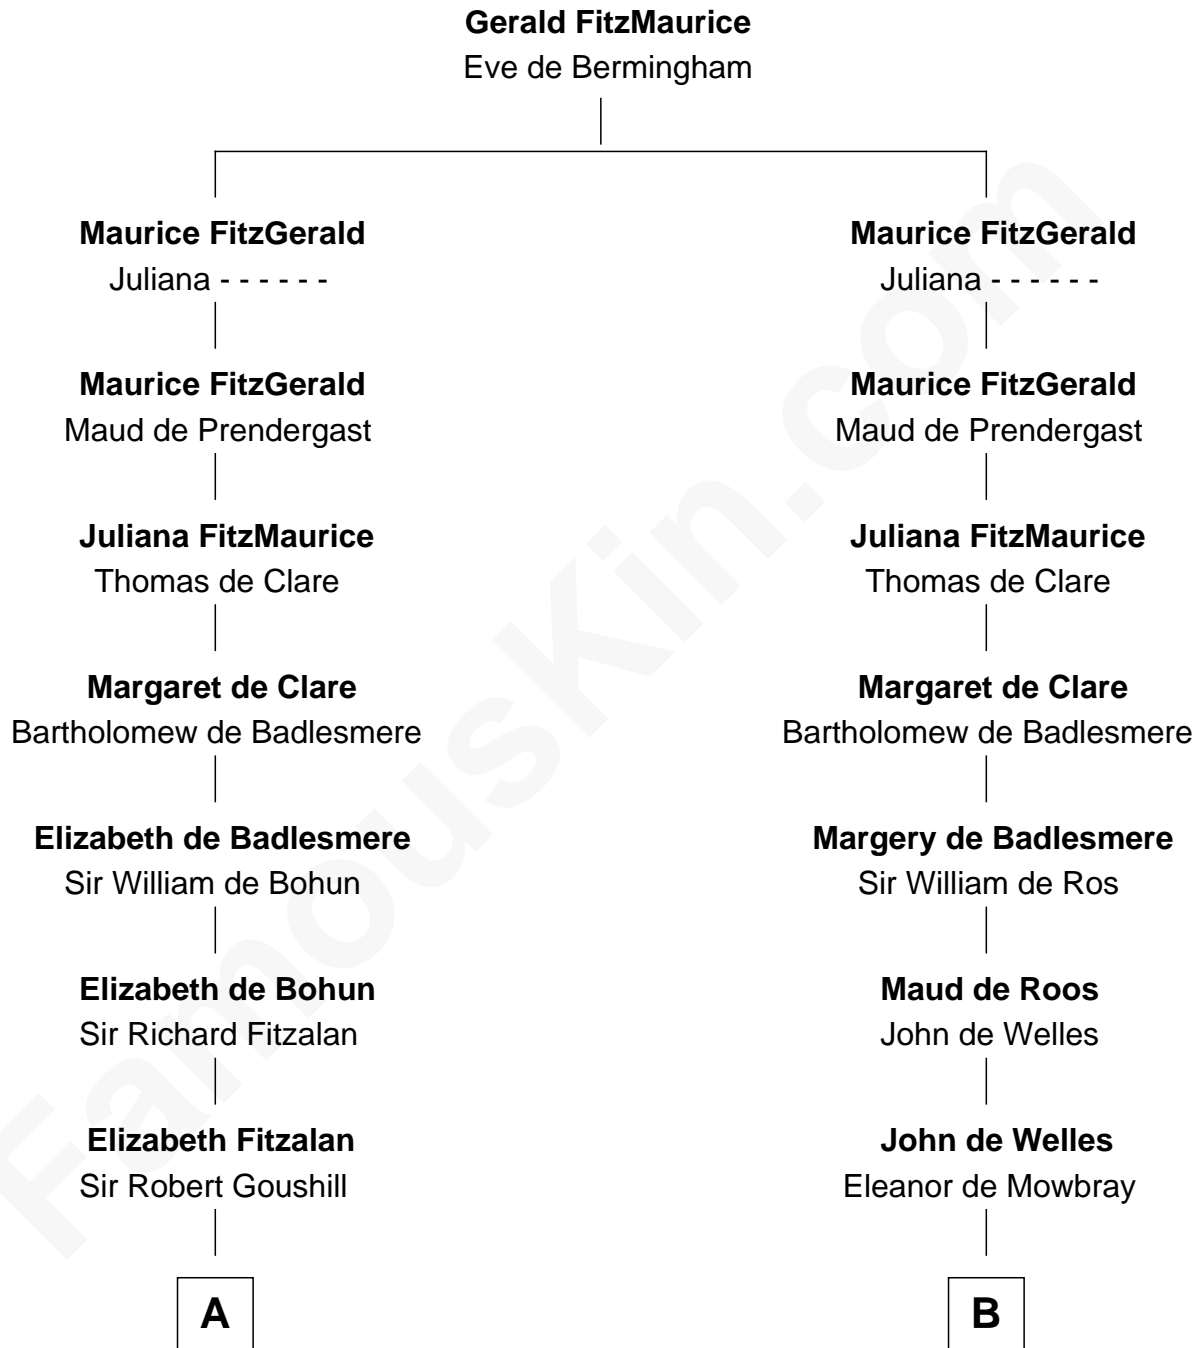 Gerald FitzMaurice
Eve de Bermingham
Maurice FitzGerald
Juliana - - - - - -
Maurice FitzGerald
Maud de Prendergast
Juliana FitzMaurice
Thomas de Clare
Margaret de Clare
Bartholomew de Badlesmere
Elizabeth de Badlesmere
Sir William de Bohun
Elizabeth de Bohun
Sir Richard Fitzalan
Elizabeth Fitzalan
Sir Robert Goushill
A
Maurice FitzGerald
Juliana - - - - - -
Maurice FitzGerald
Maud de Prendergast
Juliana FitzMaurice
Thomas de Clare
Margaret de Clare
Bartholomew de Badlesmere
Margery de Badlesmere
Sir William de Ros
Maud de Roos
John de Welles
John de Welles
Eleanor de Mowbray
B
FamousKin.com